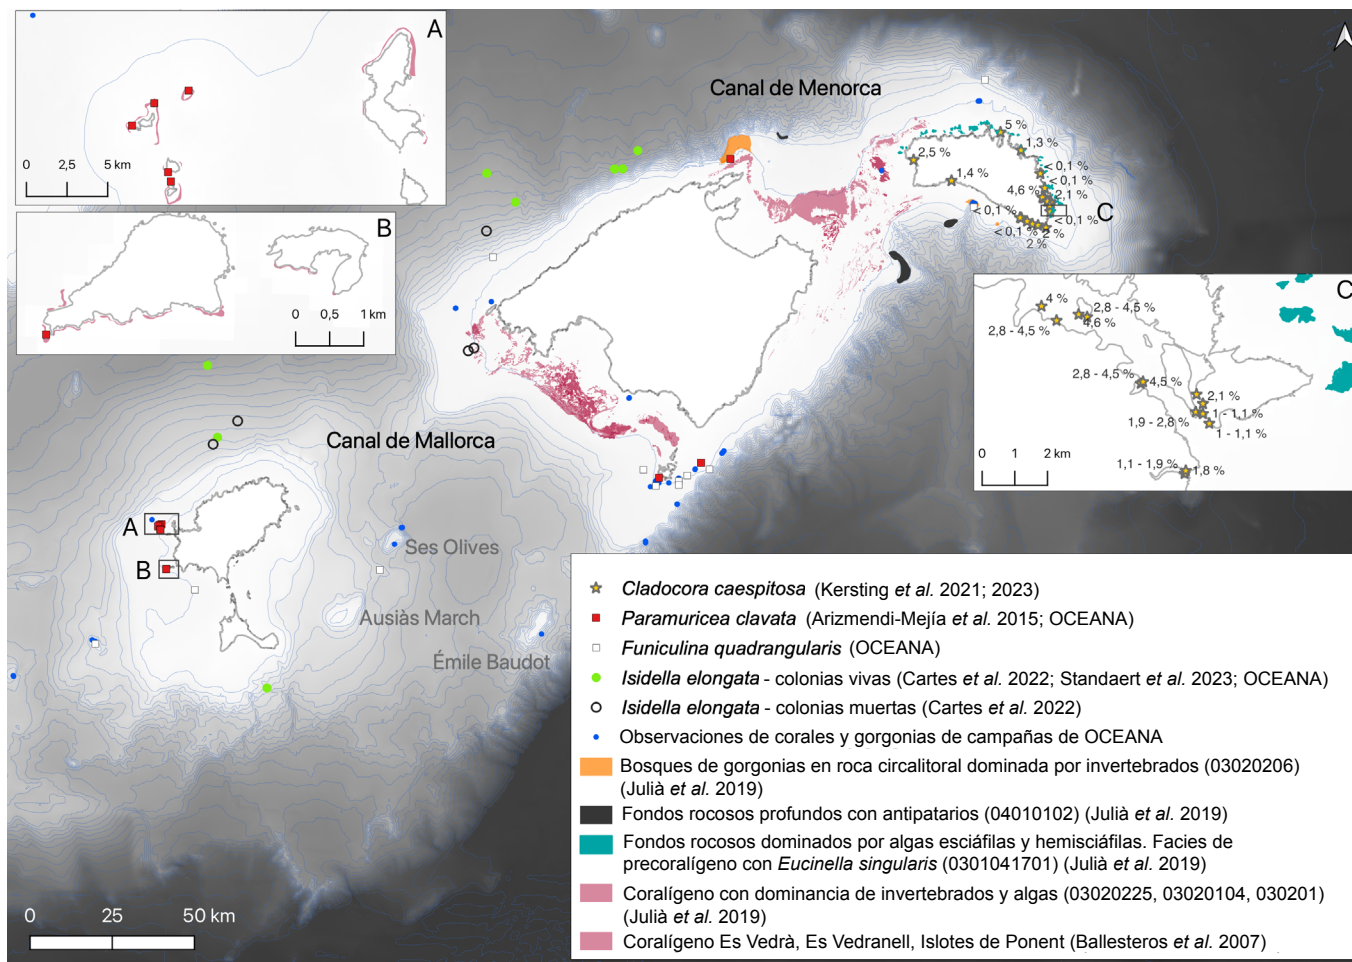 A
0 2,5 5 km
B
0 0,5 1 km
Canal de Menorca
5 %
1,3 %
2,5 %
< 0,1 %
1,4 %
< 0,1 %
4,6 %
2,1 %
< 0,1 %
< 0,1 %
C
< 0,1 %
2 %
2 %
C
4 %
2,8 - 4,5 %
2,8 - 4,5 %
4,6 %
2,8 - 4,5 %
4,5 %
2,1 %
1,9 - 2,8 %
1 - 1,1 %
1 - 1,1 %
1,1 - 1,9 %
1,8 %
0 1 2 km
Canal de Mallorca
A
B
Ses Olives
Ausiàs March
Émile Baudot
0 25 50 km
Cladocora caespitosa (Kersting et al. 2021; 2023)
Paramuricea clavata (Arizmendi-Mejía et al. 2015; OCEANA)
Funiculina quadrangularis (OCEANA)
Isidella elongata - colonias vivas (Cartes et al. 2022; Standaert et al. 2023; OCEANA)
Isidella elongata - colonias muertas (Cartes et al. 2022)
Observaciones de corales y gorgonias de campañas de OCEANA
Bosques de gorgonias en roca circalitoral dominada por invertebrados (03020206)
(Julià et al. 2019)
Fondos rocosos profundos con antipatarios (04010102) (Julià et al. 2019)
Fondos rocosos dominados por algas esciáfilas y hemisciáfilas. Facies de
precoralígeno con Eucinella singularis (0301041701) (Julià et al. 2019)
Coralígeno con dominancia de invertebrados y algas (03020225, 03020104, 030201)
(Julià et al. 2019)
Coralígeno Es Vedrà, Es Vedranell, Islotes de Ponent (Ballesteros et al. 2007)